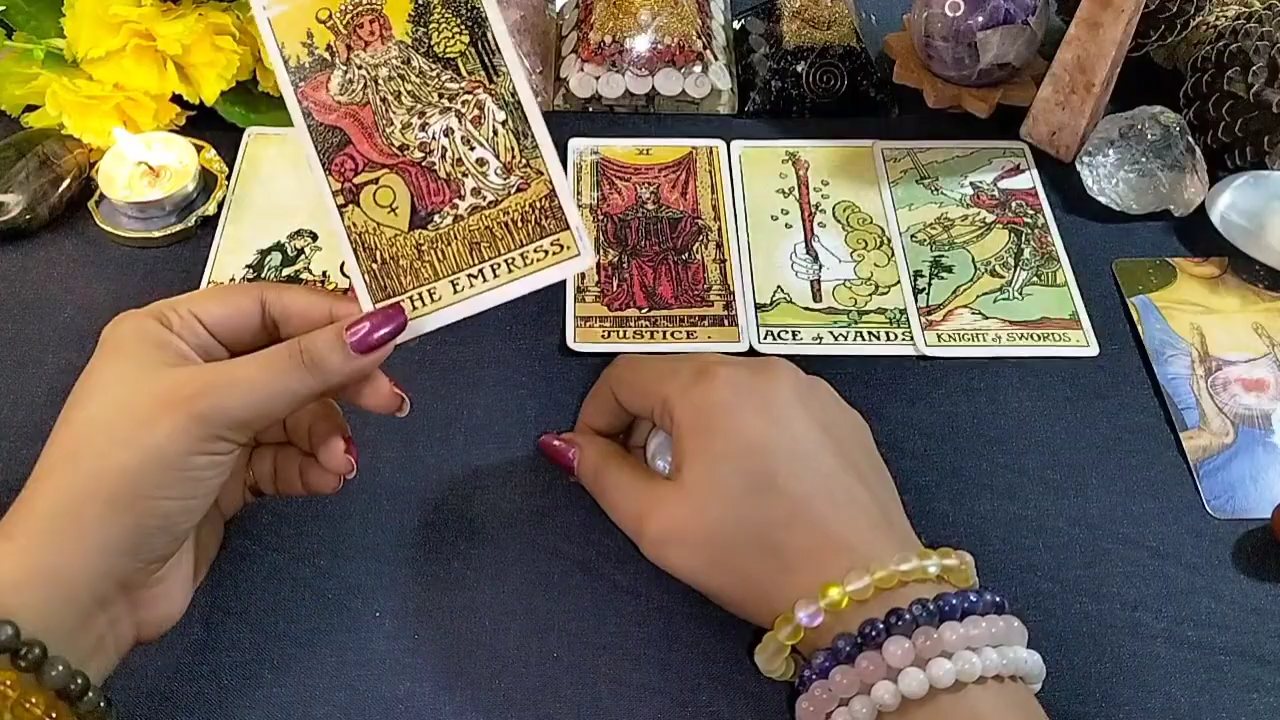 THE EMPRESS.
XI
JUSTICE.
ACE of WANDS
KNIGHT of SWORDS.